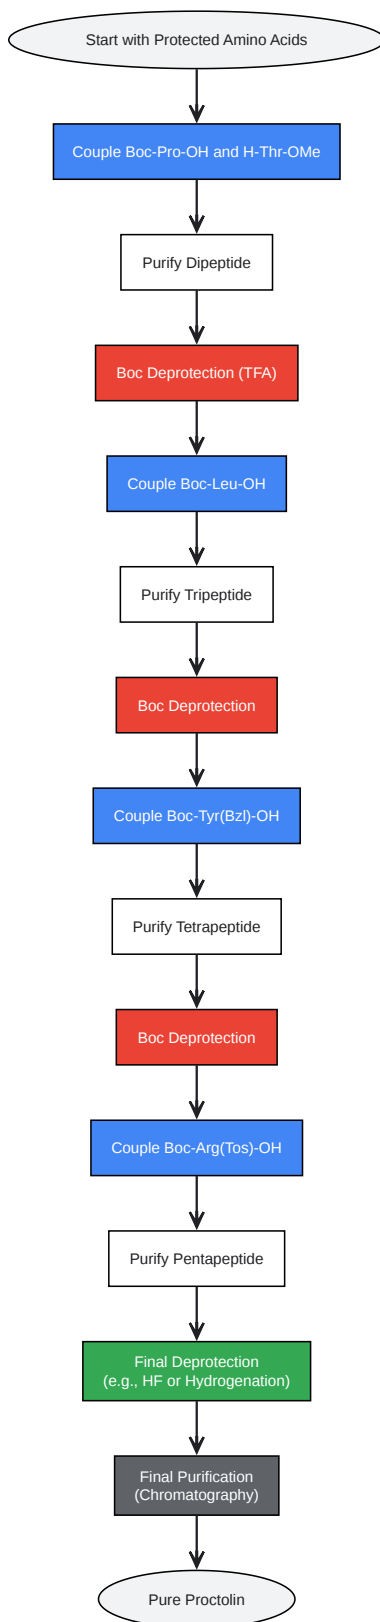 Start with Protected Amino Acids
Couple Boc-Pro-OH and H-Thr-OMe
Purify Dipeptide
Boc Deprotection (TFA)
Couple Boc-Leu-OH
Purify Tripeptide
Boc Deprotection
Couple Boc-Tyr(Bzl)-OH
Purify Tetrapeptide
Boc Deprotection
Couple Boc-Arg(Tos)-OH
Purify Pentapeptide
Final Deprotection
(e.g., HF or Hydrogenation)
Final Purification
(Chromatography)
Pure Proctolin